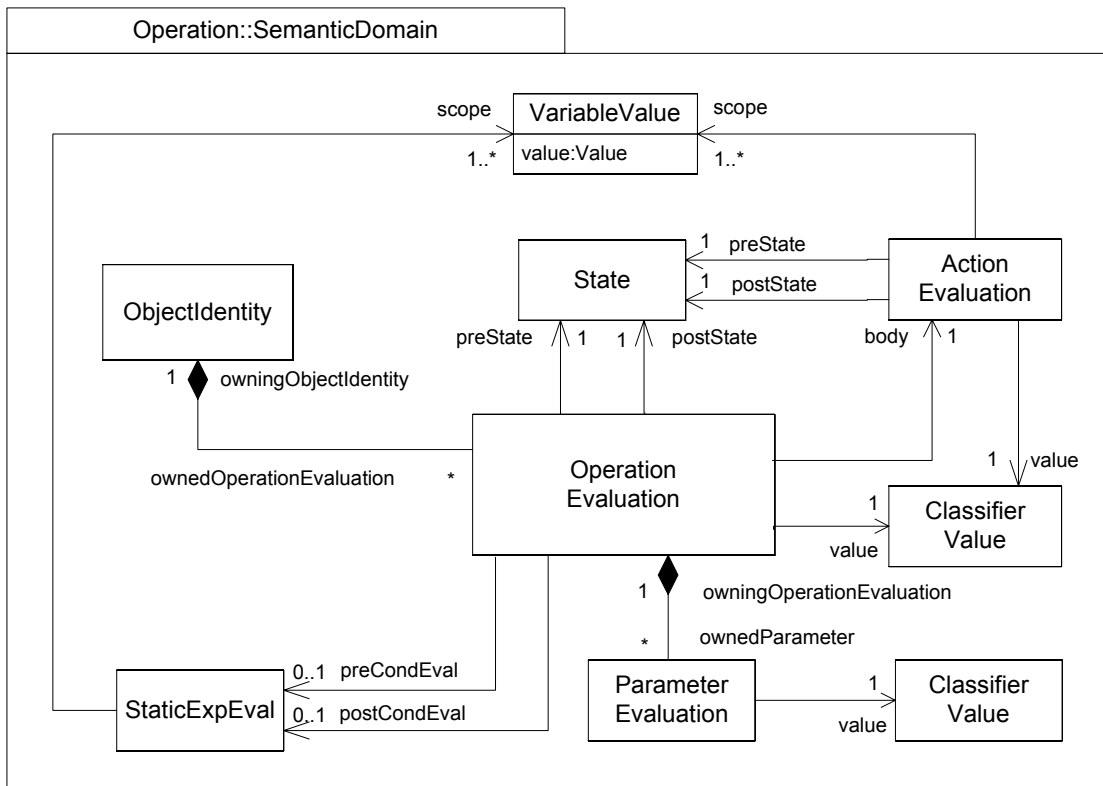 Operation::SemanticDomain
scope
VariableValue
scope
1..*
value:Value
1..*
ObjectIdentity
State
1
preState
1
postState
Action
Evaluation
preState
1
1
postState
body
1
1
owningObjectIdentity
ownedOperationEvaluation
*
Operation
Evaluation
1
value
1
value
Classifier
Value
1
owningOperationEvaluation
*
ownedParameter
0..1
preCondEval
0..1
postCondEval
StaticExpEval
Parameter
Evaluation
1
value
Classifier
Value